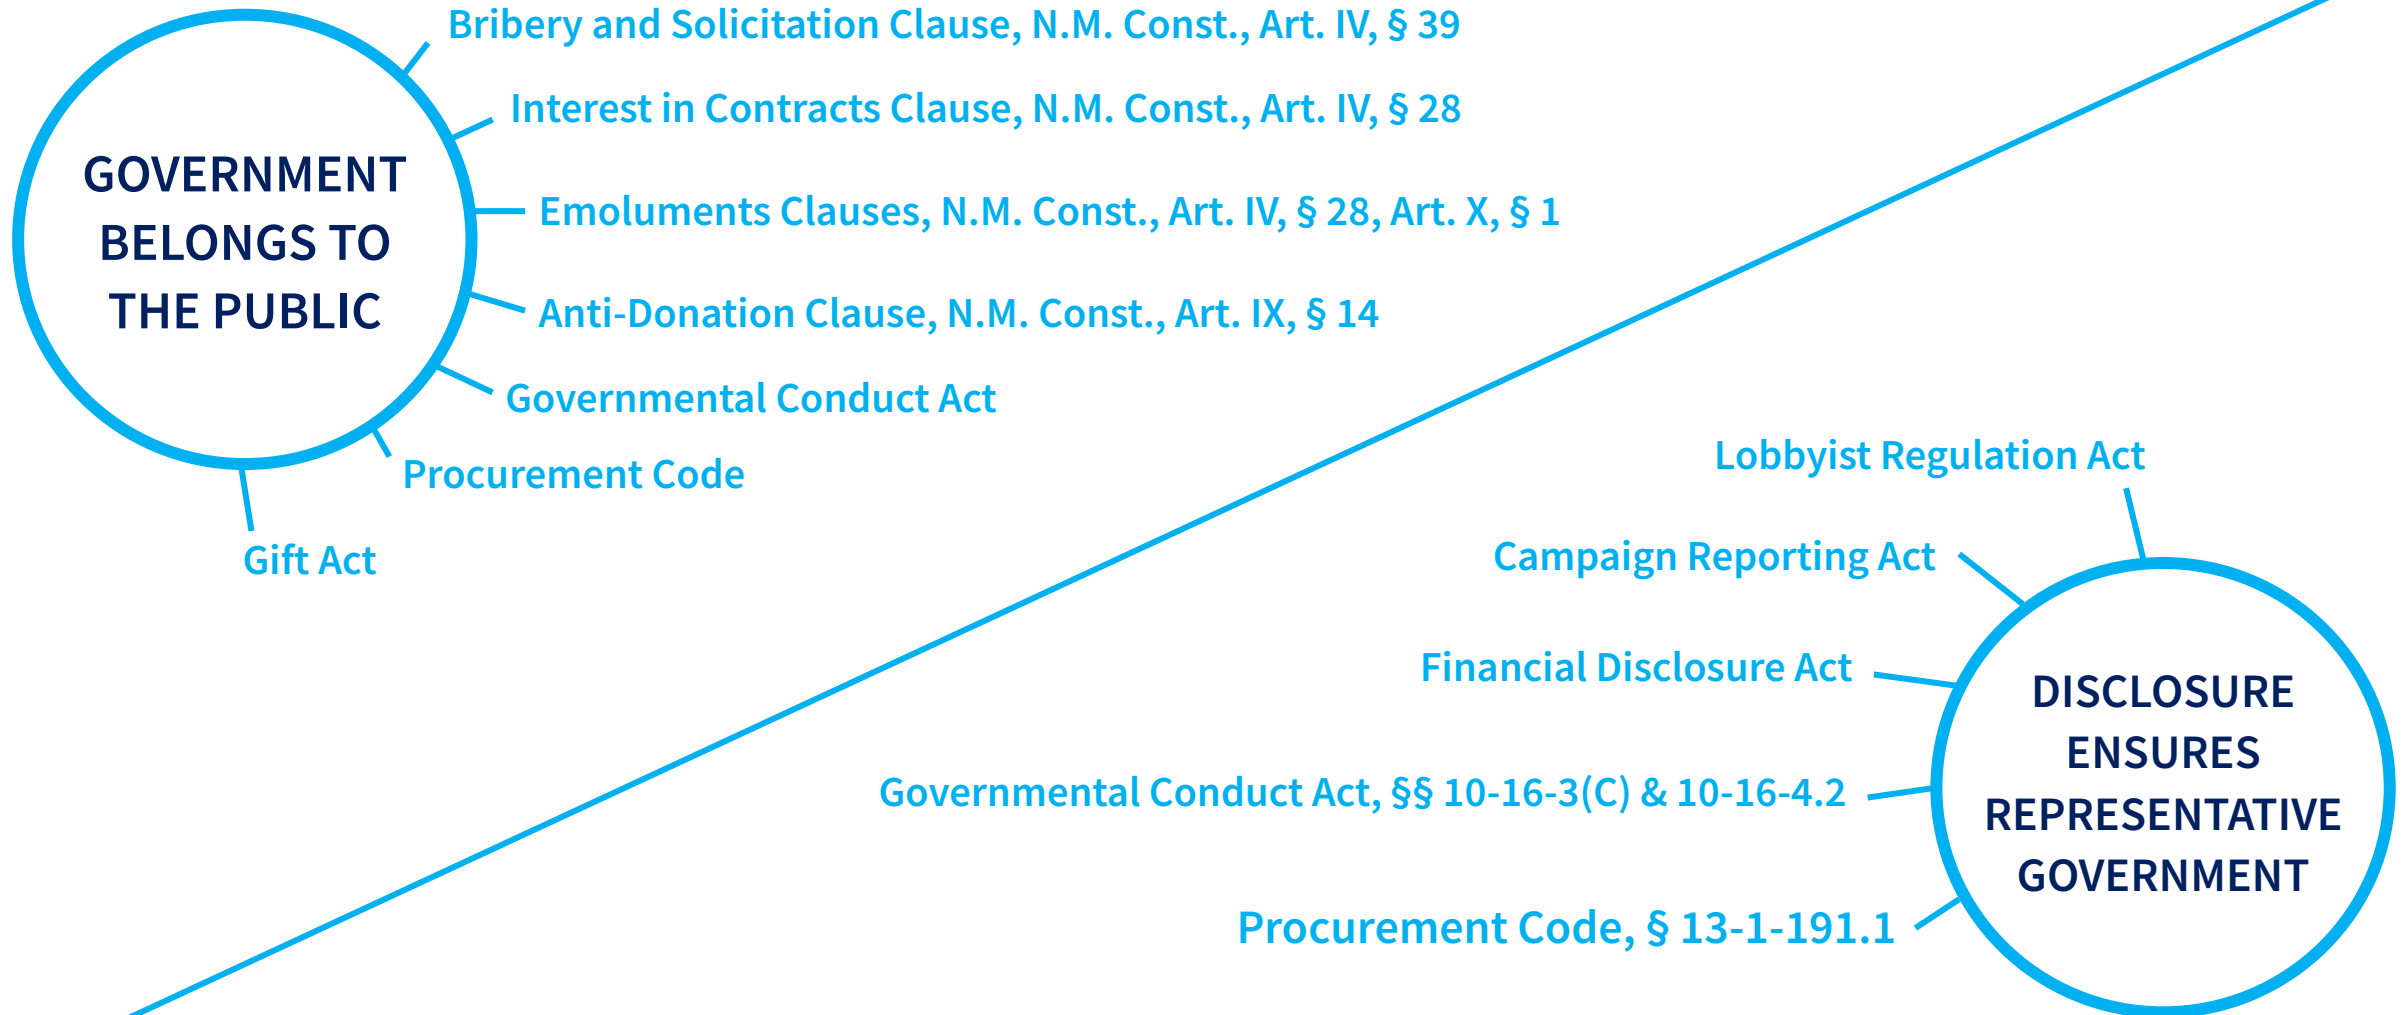 Bribery and Solicitation Clause, N.M. Const., Art. IV, § 39
Interest in Contracts Clause, N.M. Const., Art. IV, § 28
GOVERNMENT
BELONGS TO
THE PUBLIC
Emoluments Clauses, N.M. Const., Art. IV, § 28, Art. X, § 1
Anti-Donation Clause, N.M. Const., Art. IX, § 14
Governmental Conduct Act
Procurement Code
Gift Act
Lobbyist Regulation Act
Campaign Reporting Act
Financial Disclosure Act
Governmental Conduct Act, §§ 10-16-3(C) & 10-16-4.2
Procurement Code, § 13-1-191.1
DISCLOSURE
ENSURES
REPRESENTATIVE
GOVERNMENT